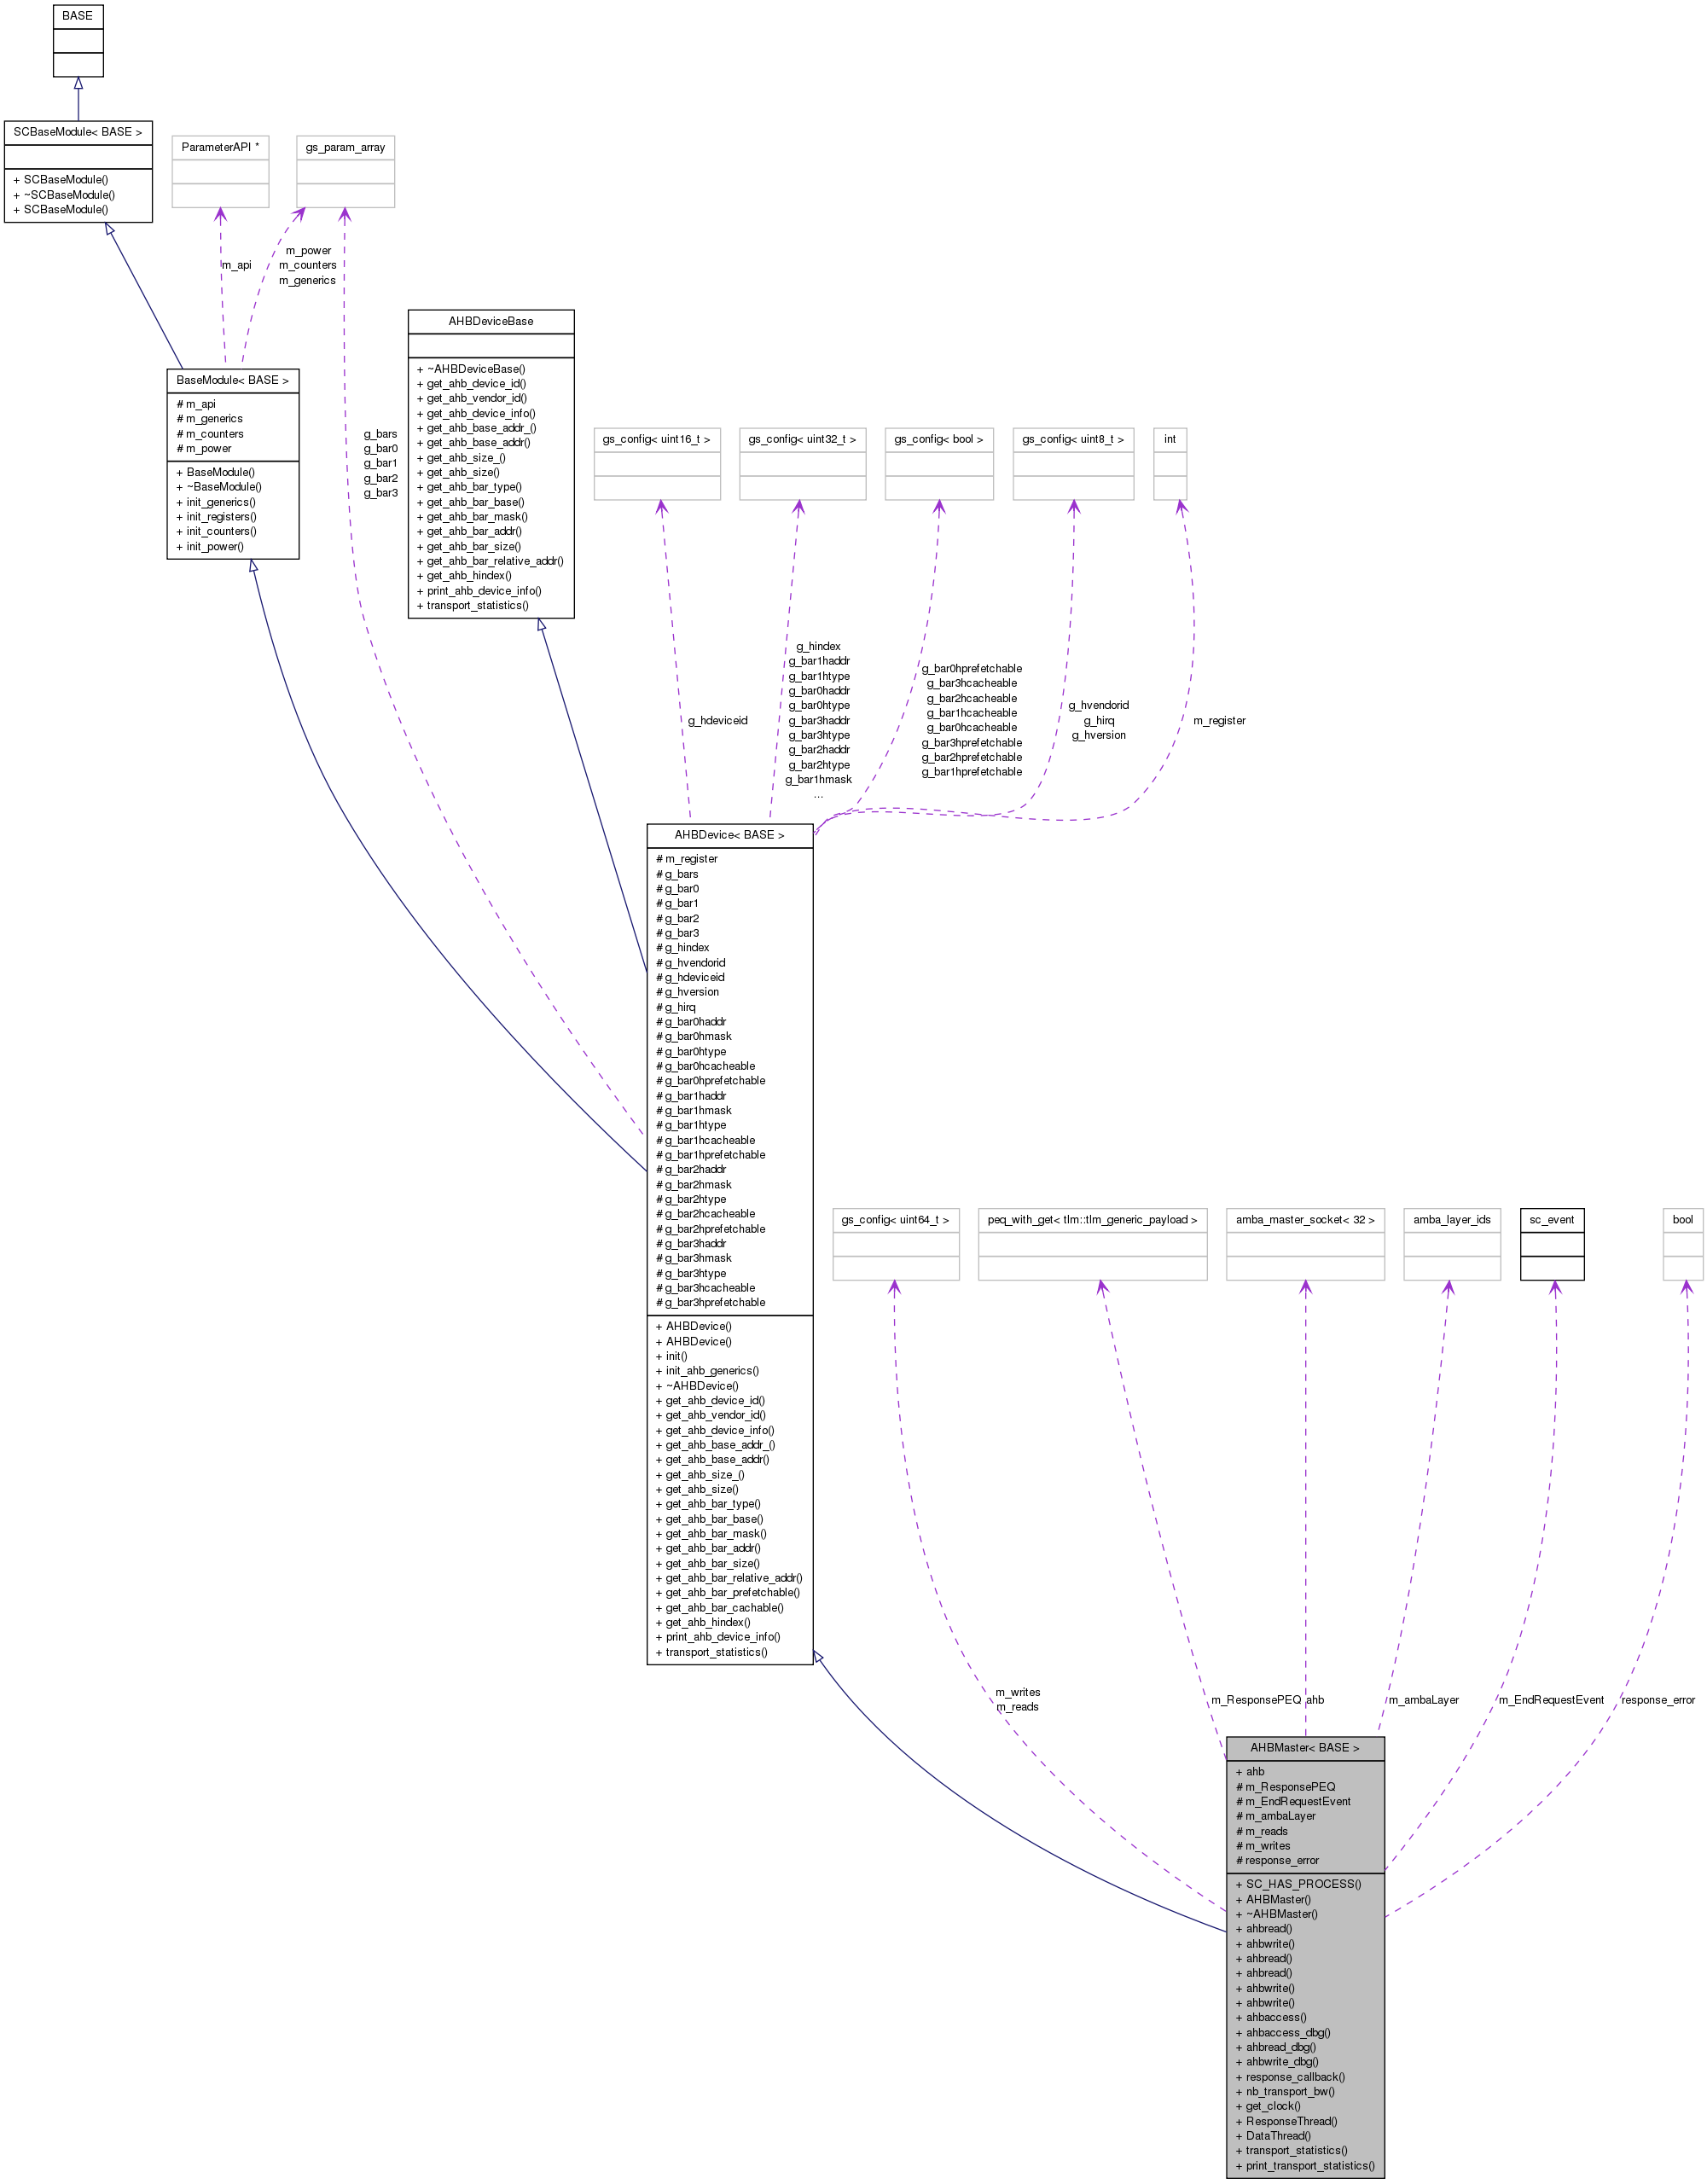 BASE
SCBaseModule< BASE >
+ SCBaseModule()
+ ~SCBaseModule()
+ SCBaseModule()
ParameterAPI *
gs_param_array
m_api
m_power
m_counters
m_generics
BaseModule< BASE >
# m_api
# m_generics
# m_counters
# m_power
+ BaseModule()
+ ~BaseModule()
+ init_generics()
+ init_registers()
+ init_counters()
+ init_power()
g_bars
g_bar0
g_bar1
g_bar2
g_bar3
AHBDeviceBase
+ ~AHBDeviceBase()
+ get_ahb_device_id()
+ get_ahb_vendor_id()
+ get_ahb_device_info()
+ get_ahb_base_addr_()
+ get_ahb_base_addr()
+ get_ahb_size_()
+ get_ahb_size()
+ get_ahb_bar_type()
+ get_ahb_bar_base()
+ get_ahb_bar_mask()
+ get_ahb_bar_addr()
+ get_ahb_bar_size()
+ get_ahb_bar_relative_addr()
+ get_ahb_hindex()
+ print_ahb_device_info()
+ transport_statistics()
gs_config< uint16_t >
gs_config< uint32_t >
gs_config< bool >
gs_config< uint8_t >
int
g_hdeviceid
g_hindex
g_bar1haddr
g_bar1htype
g_bar0haddr
g_bar0htype
g_bar3haddr
g_bar3htype
g_bar2haddr
g_bar2htype
g_bar1hmask
...
g_bar0hprefetchable
g_bar3hcacheable
g_bar2hcacheable
g_bar1hcacheable
g_bar0hcacheable
g_bar3hprefetchable
g_bar2hprefetchable
g_bar1hprefetchable
g_hvendorid
g_hirq
g_hversion
m_register
AHBDevice< BASE >
# m_register
# g_bars
# g_bar0
# g_bar1
# g_bar2
# g_bar3
# g_hindex
# g_hvendorid
# g_hdeviceid
# g_hversion
# g_hirq
# g_bar0haddr
# g_bar0hmask
# g_bar0htype
# g_bar0hcacheable
# g_bar0hprefetchable
# g_bar1haddr
# g_bar1hmask
# g_bar1htype
# g_bar1hcacheable
# g_bar1hprefetchable
# g_bar2haddr
# g_bar2hmask
# g_bar2htype
# g_bar2hcacheable
# g_bar2hprefetchable
# g_bar3haddr
# g_bar3hmask
# g_bar3htype
# g_bar3hcacheable
# g_bar3hprefetchable
+ AHBDevice()
+ AHBDevice()
+ init()
+ init_ahb_generics()
+ ~AHBDevice()
+ get_ahb_device_id()
+ get_ahb_vendor_id()
+ get_ahb_device_info()
+ get_ahb_base_addr_()
+ get_ahb_base_addr()
+ get_ahb_size_()
+ get_ahb_size()
+ get_ahb_bar_type()
+ get_ahb_bar_base()
+ get_ahb_bar_mask()
+ get_ahb_bar_addr()
+ get_ahb_bar_size()
+ get_ahb_bar_relative_addr()
+ get_ahb_bar_prefetchable()
+ get_ahb_bar_cachable()
+ get_ahb_hindex()
+ print_ahb_device_info()
+ transport_statistics()
gs_config< uint64_t >
peq_with_get< tlm::tlm_generic_payload >
amba_master_socket< 32 >
amba_layer_ids
sc_event
bool
m_writes
m_reads
m_ResponsePEQ
ahb
m_ambaLayer
m_EndRequestEvent
response_error
AHBMaster< BASE >
+ ahb
# m_ResponsePEQ
# m_EndRequestEvent
# m_ambaLayer
# m_reads
# m_writes
# response_error
+ SC_HAS_PROCESS()
+ AHBMaster()
+ ~AHBMaster()
+ ahbread()
+ ahbwrite()
+ ahbread()
+ ahbread()
+ ahbwrite()
+ ahbwrite()
+ ahbaccess()
+ ahbaccess_dbg()
+ ahbread_dbg()
+ ahbwrite_dbg()
+ response_callback()
+ nb_transport_bw()
+ get_clock()
+ ResponseThread()
+ DataThread()
+ transport_statistics()
+ print_transport_statistics()